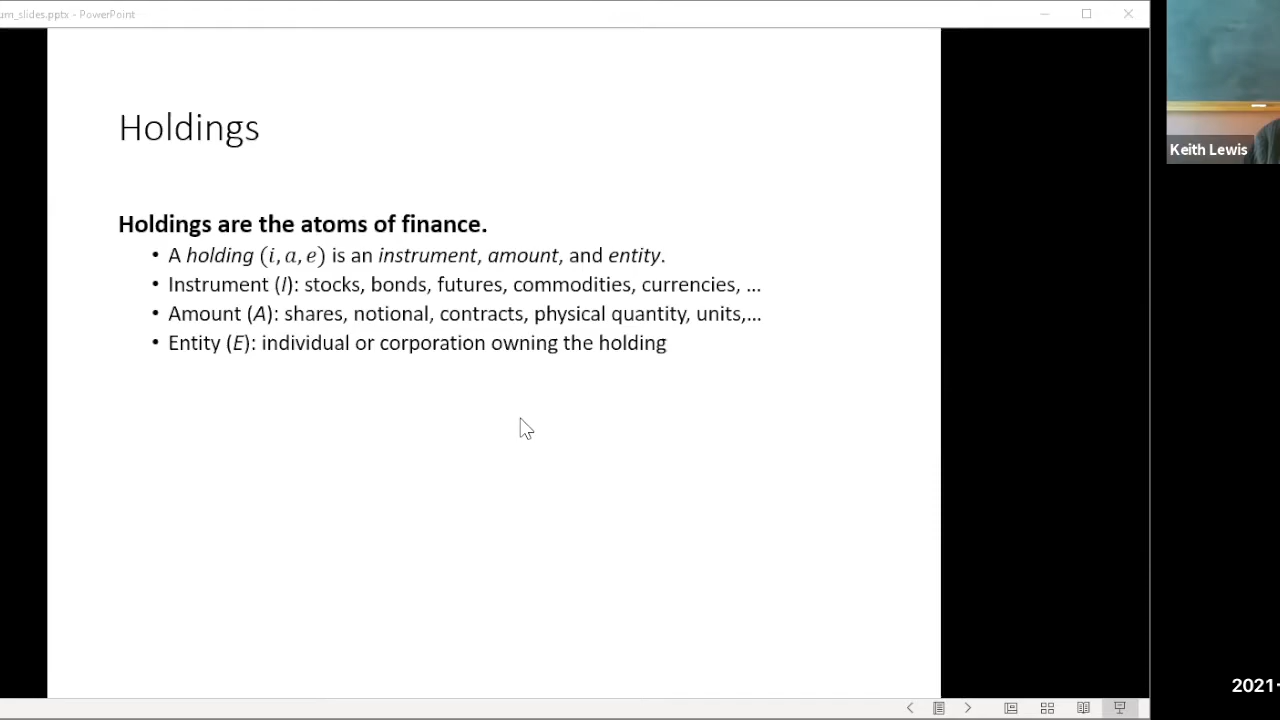 um_slides.pptx - PowerPoint
Holdings
Keith Lewis
Holdings are the atoms of finance.
• A holding (i, a, e) is an instrument, amount, and entity.
• Instrument (I): stocks, bonds, futures, commodities, currencies, ...
• Amount (A): shares, notional, contracts, physical quantity, units,...
• Entity (E): individual or corporation owning the holding
2021-